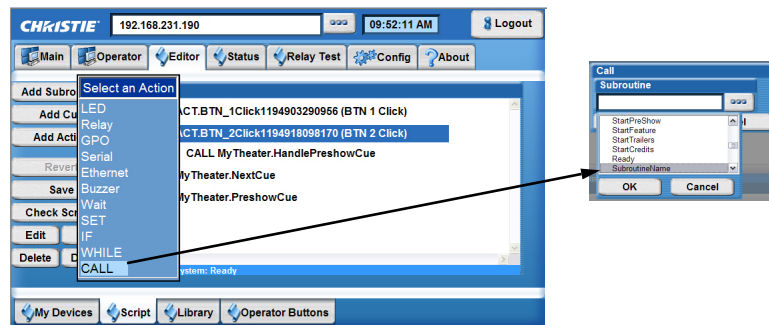 CHRISTIE 192.168.231.190 09:52:11 AM Logout
Main Operator Editor Status Relay Test Config About
Select an Action
LED
Relay
GPO
Serial
Ethernet
Buzzer
Wait
SET
IF
WHILE
CALL
Add Subro
Add Cu
Add Acti
Rever
Save
Check Scr
Edit
Delete D
ACT.BTN_1Click1194903290956 (BTN 1 Click)
ACT.BTN_2Click1194918098170 (BTN 2 Click)
CALL MyTheater.HandlePreshowCue
MyTheater.NextCue
MyTheater.PreshowCue
ystem: Ready
My Devices Script Library Operator Buttons
Call
Subroutine
StartPreShow
StartFeature
StartTrailers
StartCredits
Ready
SubroutineName
OK Cancel